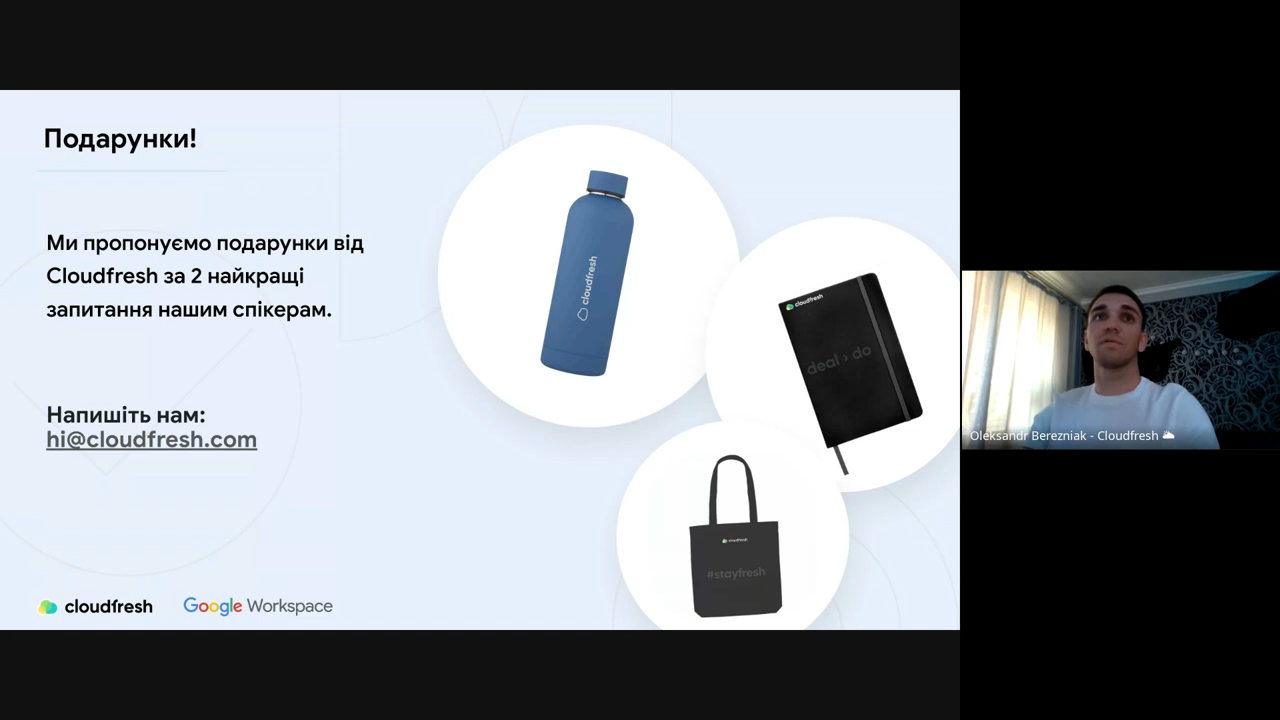 Подарунки!
Ми пропонуємо подарунки від
Cloudfresh за 2 найкращі
запитання нашим спікерам.
Напишіть нам:
hi@cloudfresh.com
cloudfresh
Google Workspace
cloudfresh
cloudfresh
deal › do
cloudfresh
#stayfresh
Oleksandr Berezniak - Cloudfresh